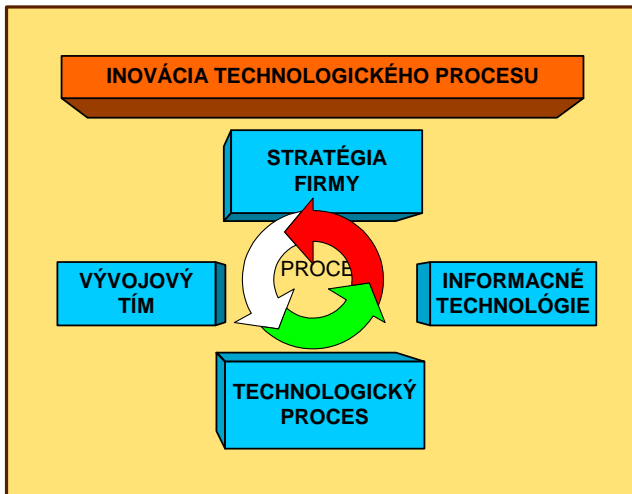 INOVÁCIA TECHNOLOGICKÉHO PROCESU
STRATÉGIA
FIRMY
PROCE
VÝVOJOVÝ
TÍM
INFORMACNÉ
TECHNOLÓGIE
TECHNOLOGICKÝ
PROCES